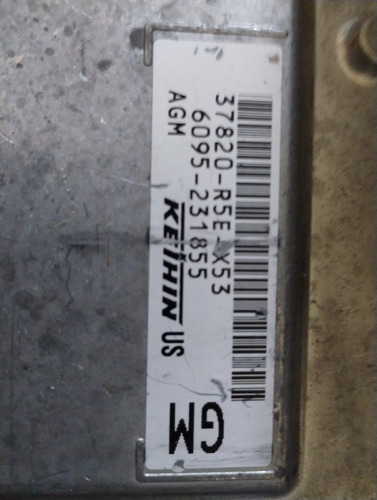 37820-R5E-X53
6095-231855
AGM
KEIHIN US
GM